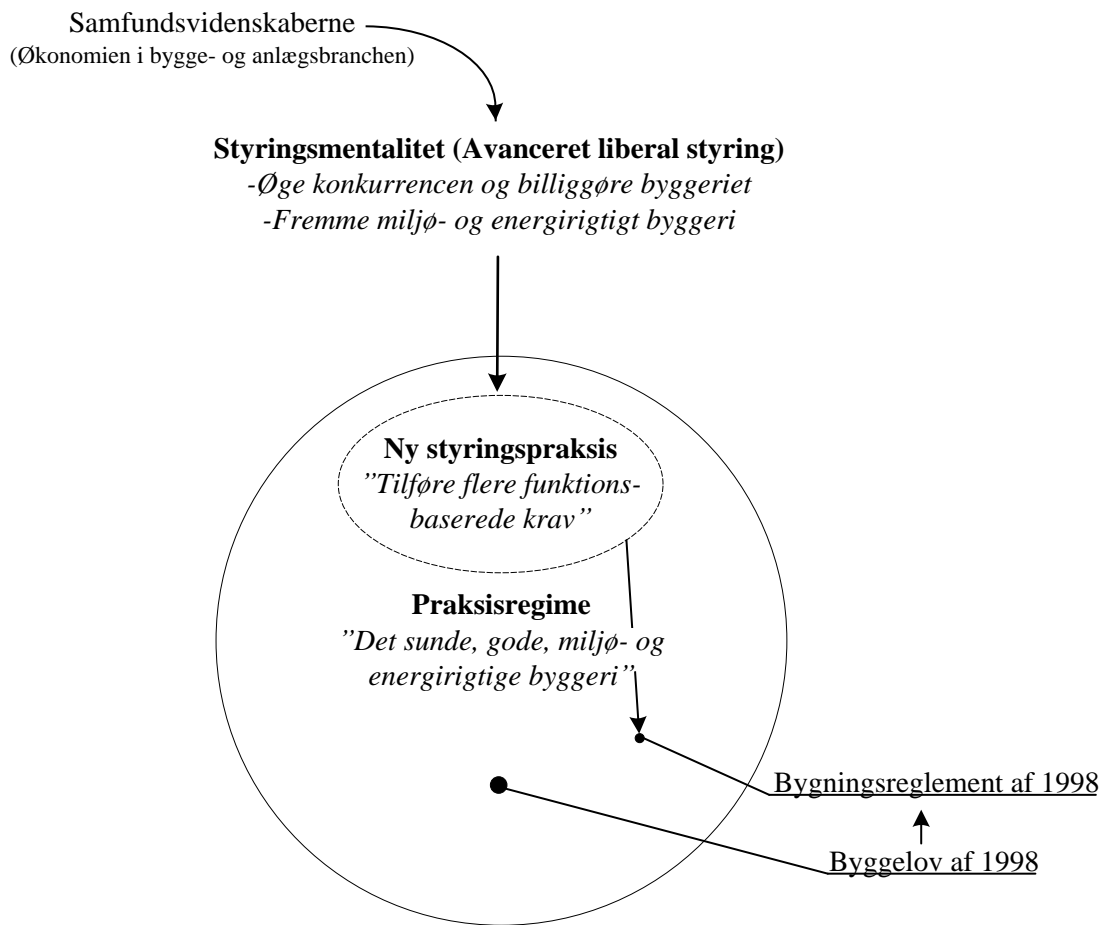 Samfundsvidenskaberne
(Økonomien i bygge- og anlægsbranchen)
Styringsmentalitet (Avanceret liberal styring)
-Øge konkurrencen og billiggøre byggeriet
-Fremme miljø- og energirigtigt byggeri
Ny styringspraksis
”Tilføre flere funktions-
baserede krav”
Praksisregime
”Det sunde, gode, miljø- og
energirigtige byggeri”
Bygningsreglement af 1998
Byggelov af 1998